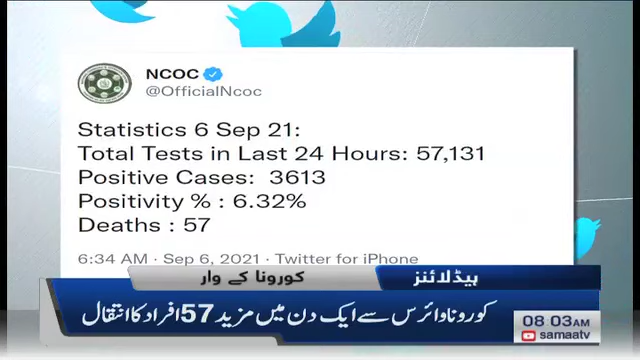 NCOC
@OfficialNcoc
Statistics 6 Sep 21:
Total Tests in Last 24 Hours: 57,131
Positive Cases: 3613
Positivity % : 6.32%
Deaths : 57
6:34 AM · Sep 6, 2021 · Twitter for iPhone
ہیڈلائنز
کورونا کے وار
کورونا وائرس سے ایک دن میں مزید 57 افراد کا انتقال
08:03AM
samaatv